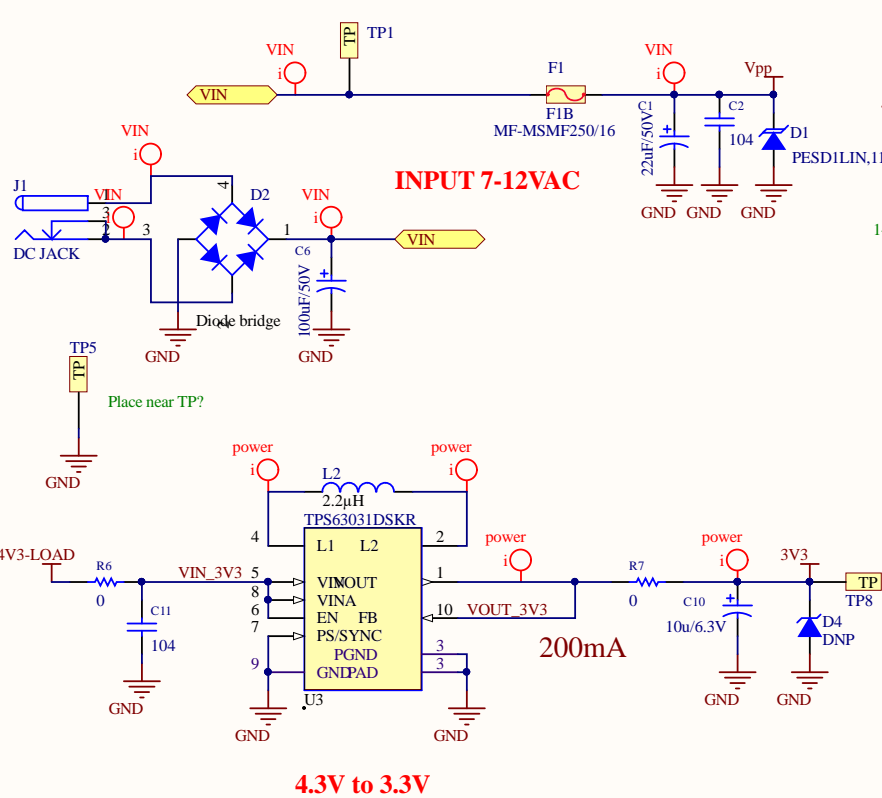 TP
TP1
VIN
i
VIN
F1
VIN
i
Vpp
F1B
MF-MSMF250/16
C1
22uF/50V
+
C2
104
D1
PESD1LIN,11
GND
GND
GND
INPUT 7-12VAC
VIN
i
J1
1
VIN
i
3
2
DC JACK
3
4
D2
1
VIN
i
VIN
C6
100uF/50V
+
Diode bridge
GND
GND
TP5
TP
Place near TP?
GND
power
i
power
i
L2
2.2µH
TPS63031DSKR
4
L1
L2
2
4V3-LOAD
R6
0
C11
104
GND
VIN_3V3
5
VIN
VOUT
1
8
VINA
6
EN
FB
10
VOUT_3V3
7
PS/SYNC
PGND
3
9
GND
PAD
3
U3
GND
GND
power
i
R7
0
200mA
power
i
C10
10u/6.3V
+
3V3
TP
TP8
D4
DNP
GND
GND
4.3V to 3.3V